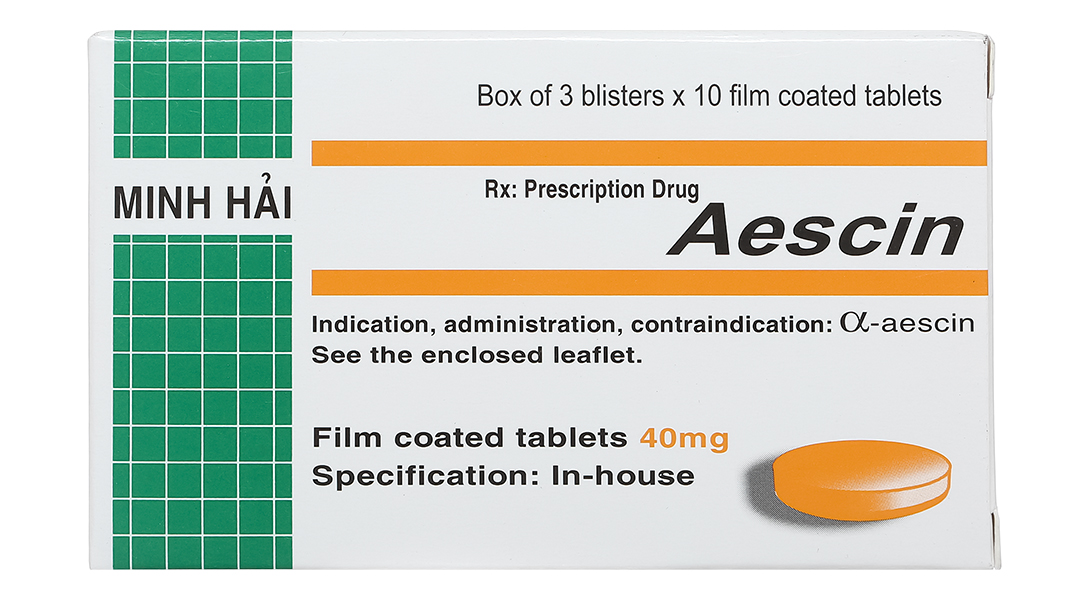 Box of 3 blisters x 10 film coated tablets
MINH HẢI
Rx: Prescription Drug
Aescin
Indication, administration, contraindication: α-aescin
See the enclosed leaflet.
Film coated tablets 40mg
Specification: In-house